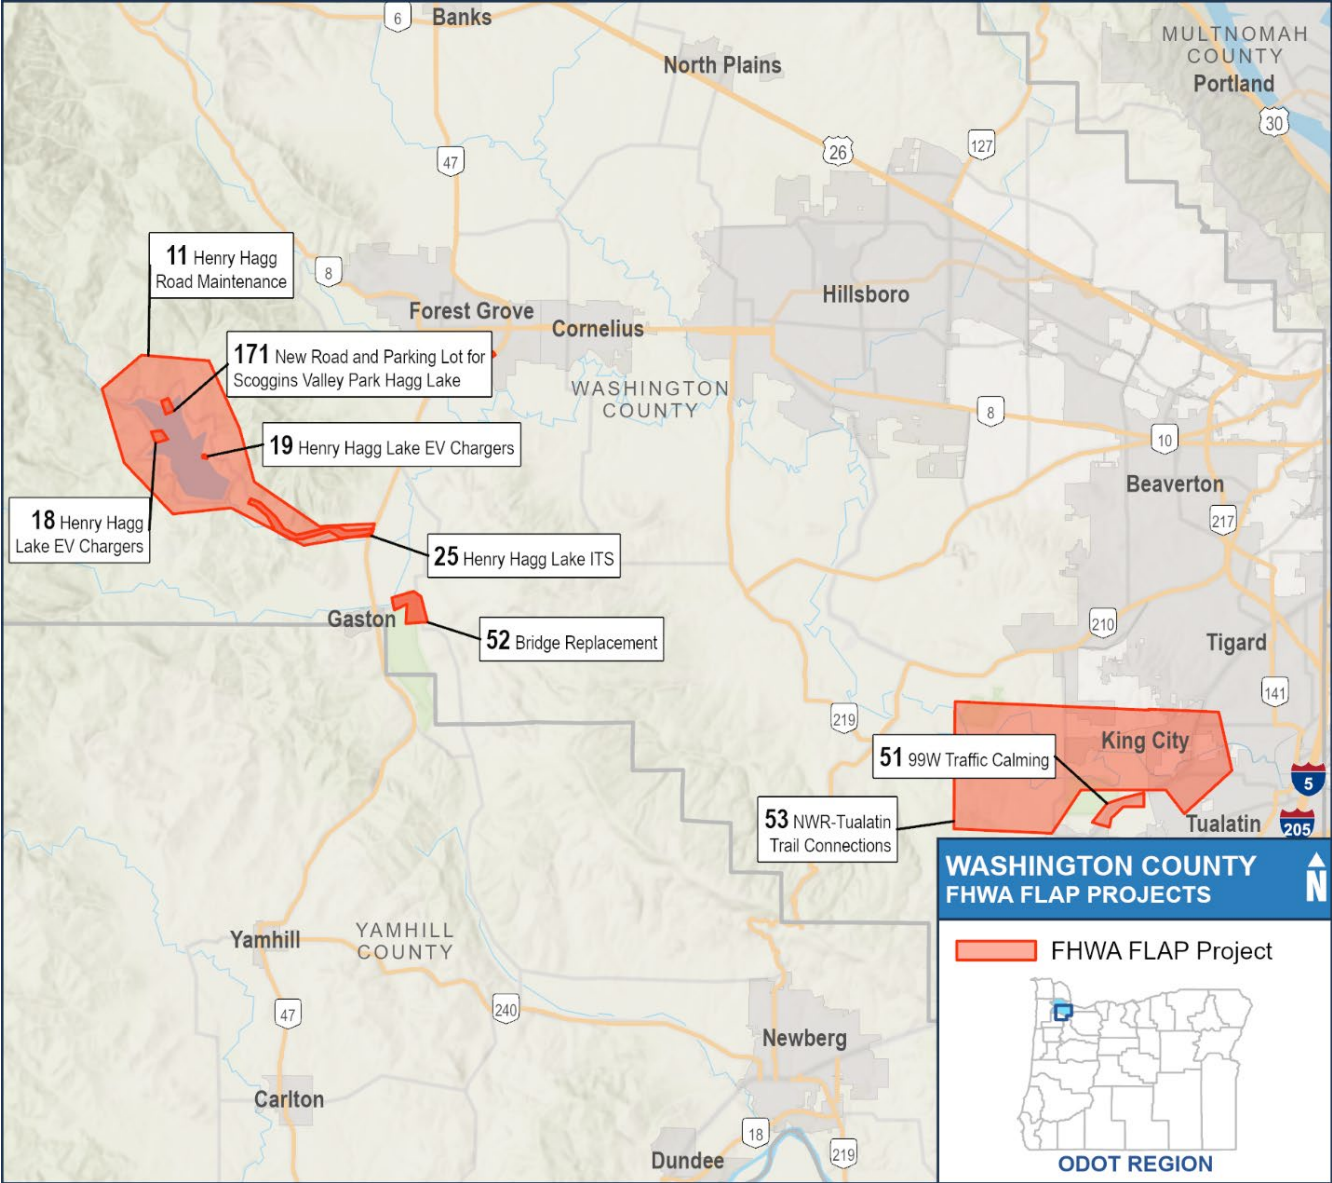 6
Banks
North Plains
MULTNOMAH
COUNTY
Portland
30
26
127
47
11 Henry Hagg
Road Maintenance
8
Forest Grove
Cornelius
Hillsboro
171 New Road and Parking Lot for
Scoggins Valley Park Hagg Lake
WASHINGTON
COUNTY
8
10
19 Henry Hagg Lake EV Chargers
Beaverton
217
18 Henry Hagg
Lake EV Chargers
25 Henry Hagg Lake ITS
Gaston
52 Bridge Replacement
210
Tigard
141
219
King City
51 99W Traffic Calming
5
53 NWR-Tualatin
Trail Connections
Tualatin
205
WASHINGTON COUNTY
FHWA FLAP PROJECTS
N
FHWA FLAP Project
ODOT REGION
Yamhill
YAMHILL
COUNTY
47
240
Newberg
Carlton
18
219
Dundee